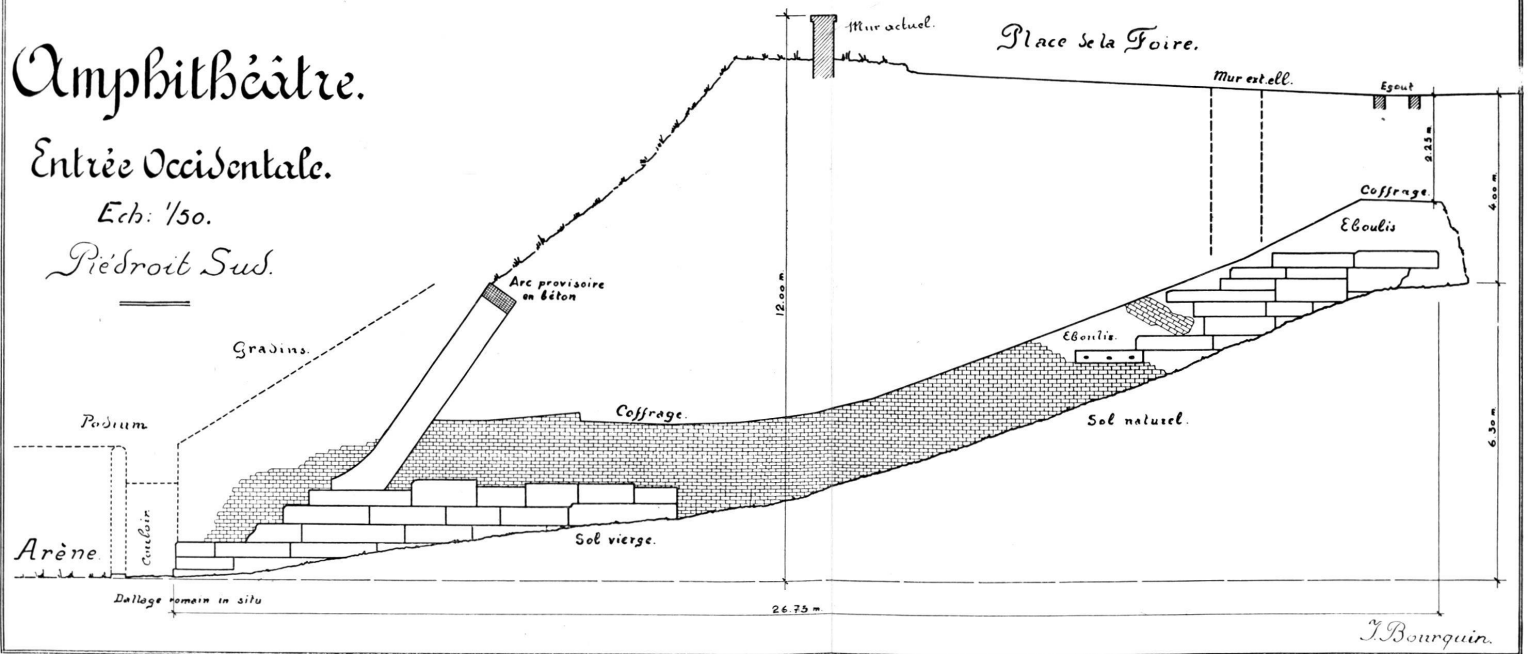 Amphithéâtre.
Entrée Occidentale.
Ech: 1/50.
Piédroit Sud.
Mur actuel.
Place de la Foire.
Mur ext. ell.
Egout
2.25 m
4.00 m.
Coffrage.
Eboulis
Arc provisoire
en béton
12.00 m.
Gradins.
Eboulis.
Podium
Coffrage.
Sol naturel.
6.30 m
Couloir
Arène.
Sol vierge.
Dallage romain in situ
26.75 m
J. Bourquin.